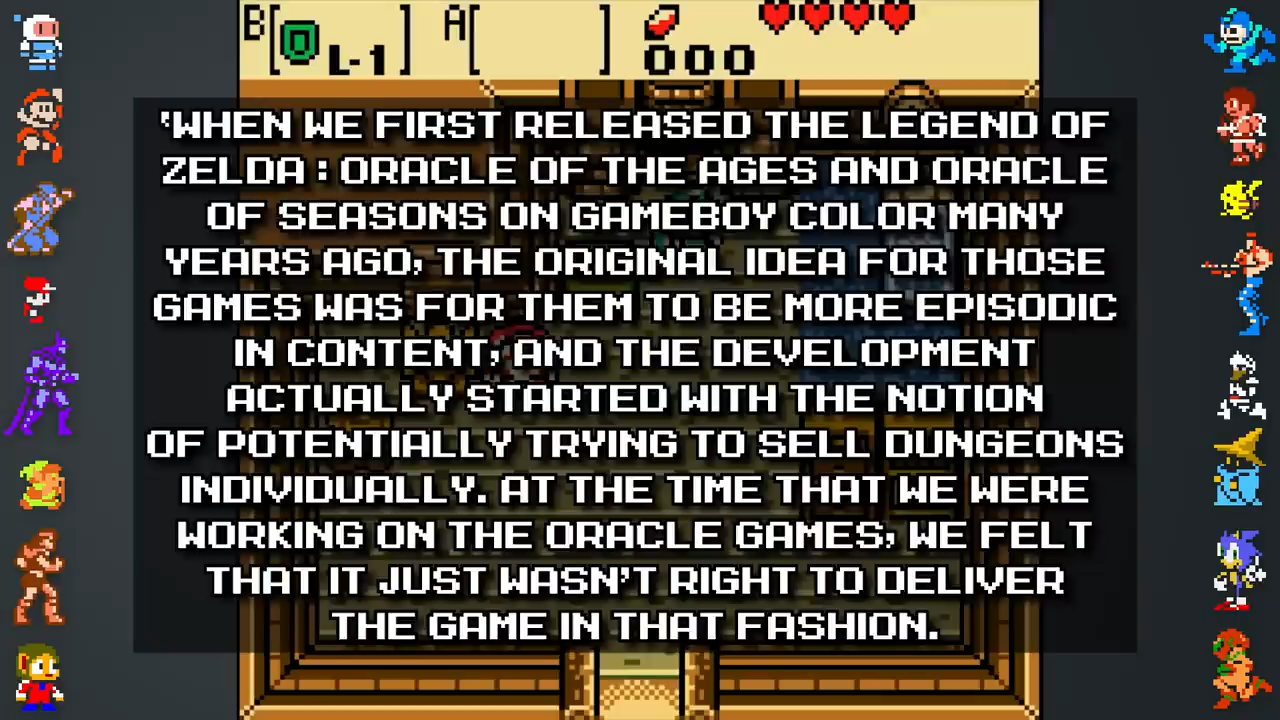 B[ L-1 ] A[ ]
000
'WHEN WE FIRST RELEASED THE LEGEND OF
ZELDA : ORACLE OF THE AGES AND ORACLE
OF SEASONS ON GAMEBOY COLOR MANY
YEARS AGO, THE ORIGINAL IDEA FOR THOSE
GAMES WAS FOR THEM TO BE MORE EPISODIC
IN CONTENT, AND THE DEVELOPMENT
ACTUALLY STARTED WITH THE NOTION
OF POTENTIALLY TRYING TO SELL DUNGEONS
INDIVIDUALLY. AT THE TIME THAT WE WERE
WORKING ON THE ORACLE GAMES, WE FELT
THAT IT JUST WASN'T RIGHT TO DELIVER
THE GAME IN THAT FASHION.